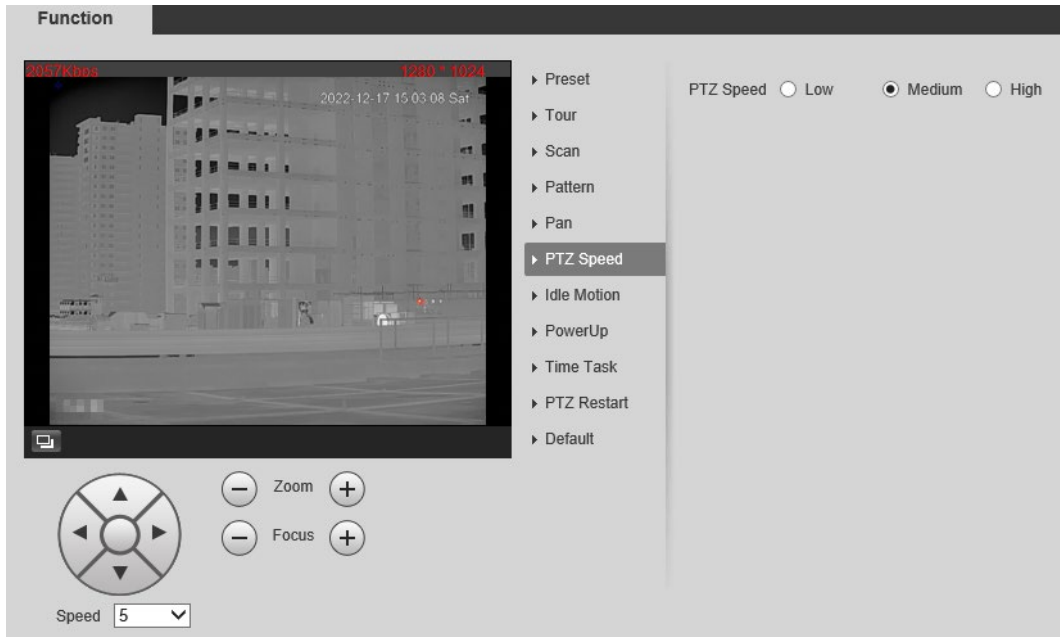 Function
2057Kbps 1280 * 1024
2022-12-17 15 03 08 Sat
Preset
Tour
Scan
Pattern
Pan
PTZ Speed
Idle Motion
PowerUp
Time Task
PTZ Restart
Default
PTZ Speed Low Medium High
Zoom
Focus
Speed 5